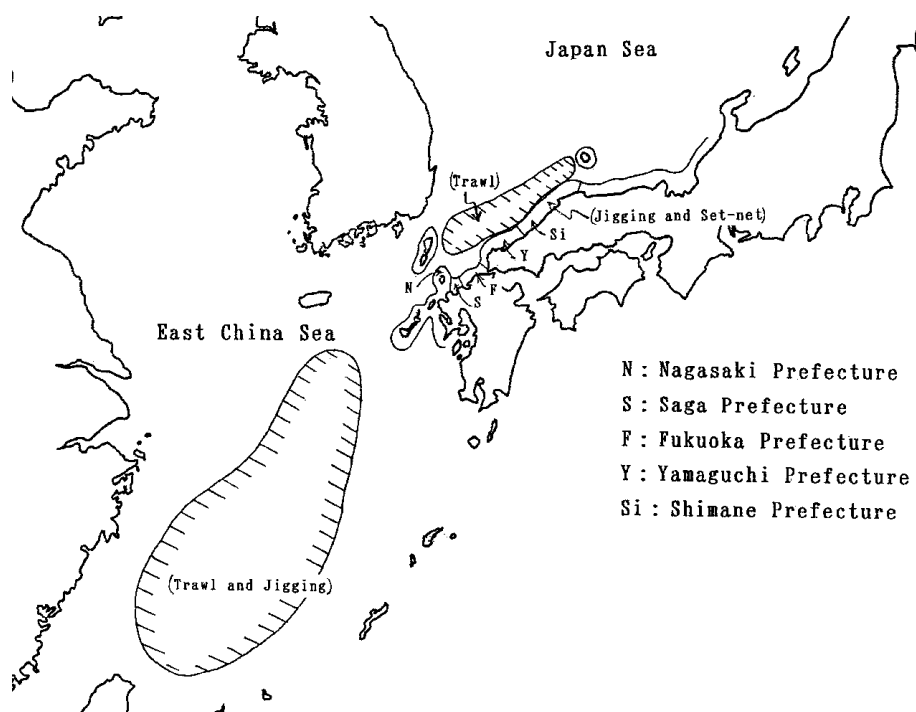 Japan Sea
(Trawl)
(Jigging and Set-net)
Si
Y
N
F
S
East China Sea
N : Nagasaki Prefecture
S : Saga Prefecture
F : Fukuoka Prefecture
Y : Yamaguchi Prefecture
Si : Shimane Prefecture
(Trawl and Jigging)